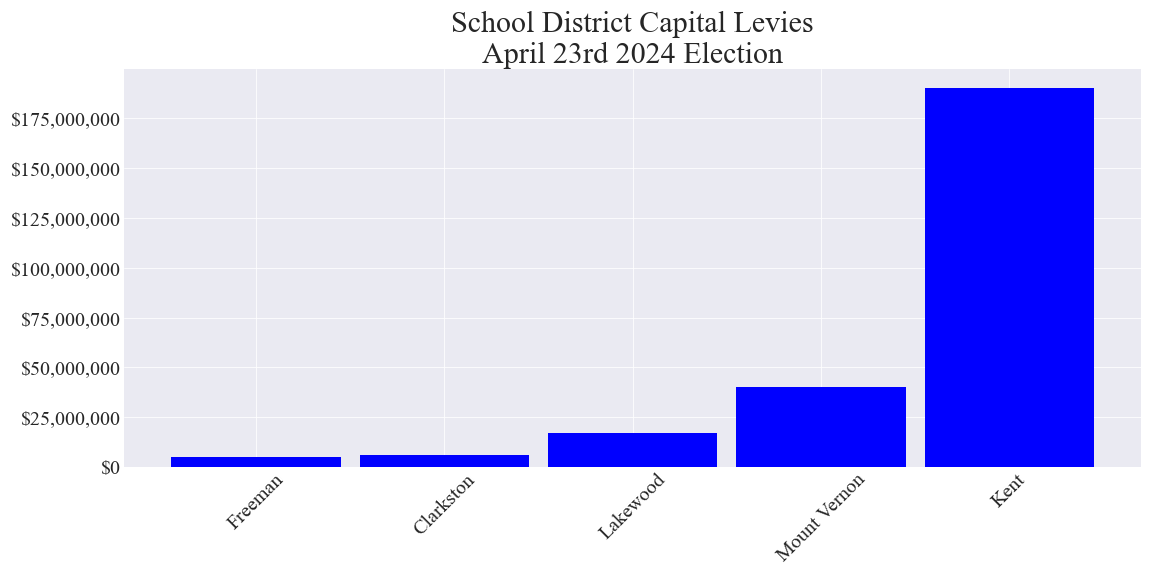 School District Capital Levies
April 23rd 2024 Election
$175,000,000
$150,000,000
$125,000,000
$100,000,000
$75,000,000
$50,000,000
$25,000,000
$0
Freeman
Clarkston
Lakewood
Mount Vernon
Kent